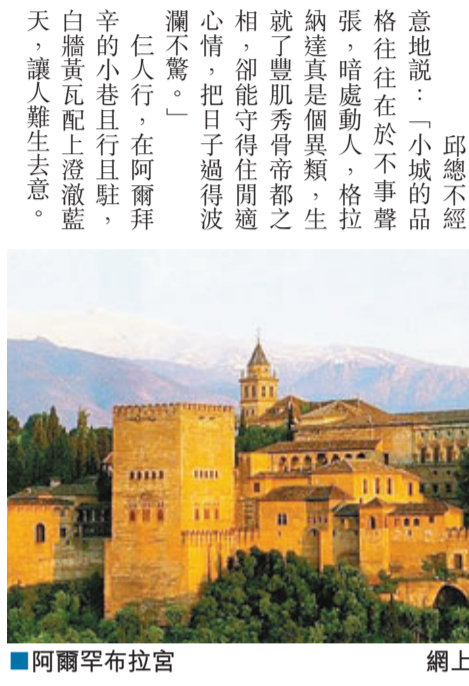 邱總不經
意地説：「小城的品
格往往在於不事聲
張，暗處動人，格拉
納達真是個異類，生
就了豐肌秀骨帝都之
相，卻能守得住閒適
心情，把日子過得波
瀾不驚。」
仨人行，在阿爾拜
辛的小巷且行且駐，
白牆黃瓦配上澄澈藍
天，讓人難生去意。
■阿爾罕布拉宮
網上